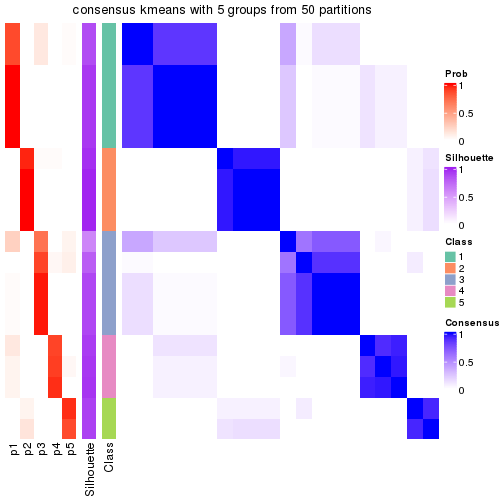 consensus kmeans with 5 groups from 50 partitions
Prob
1
0.5
0
Silhouette
1
0.5
0
Class
1
2
3
4
5
Consensus
1
0.5
0
p1
p2
p3
p4
p5
Silhouette
Class